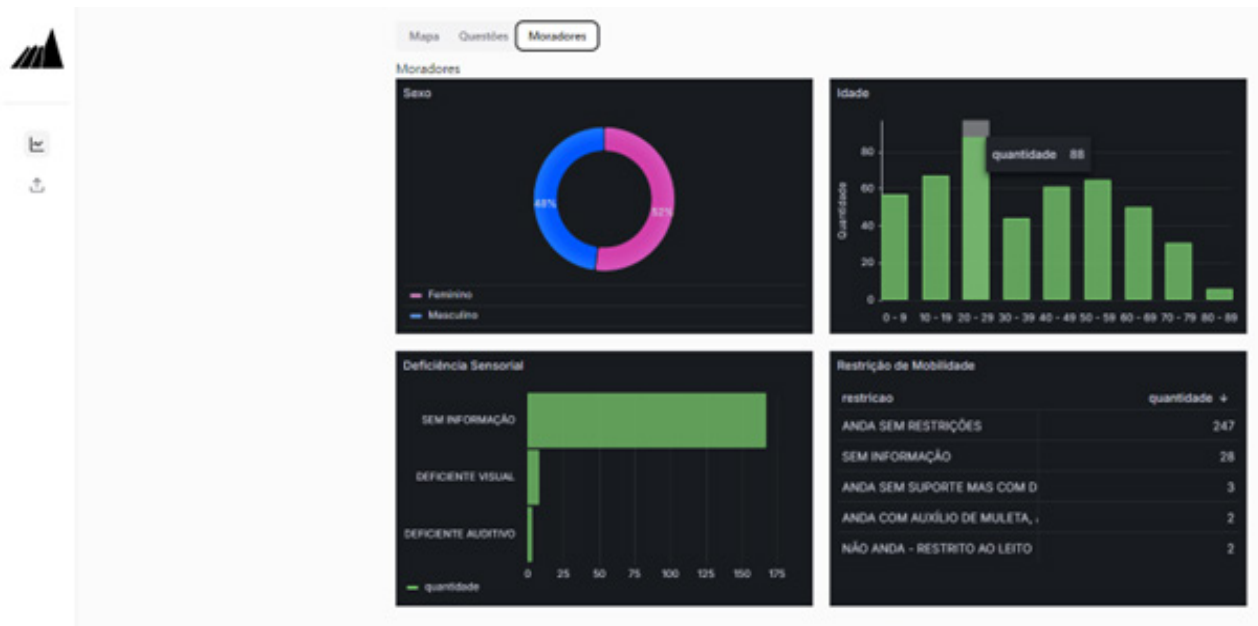 Mapa Questões Moradores
Moradores
Sexo
48%
52%
Feminino
Masculino
Idade
Quantidade
80
60
40
20
0
quantidade 88
0 - 9 10 - 19 20 - 29 30 - 39 40 - 49 50 - 59 60 - 69 70 - 79 80 - 89
Deficiência Sensorial
SEM INFORMAÇÃO
DEFICIENTE VISUAL
DEFICIENTE AUDITIVO
0 25 50 75 100 125 150 175
quantidade
Restrição de Mobilidade
restricao quantidade ↓
ANDA SEM RESTRIÇÕES 247
SEM INFORMAÇÃO 28
ANDA SEM SUPORTE MAS COM D 3
ANDA COM AUXÍLIO DE MULETA, 2
NÃO ANDA - RESTRITO AO LEITO 2